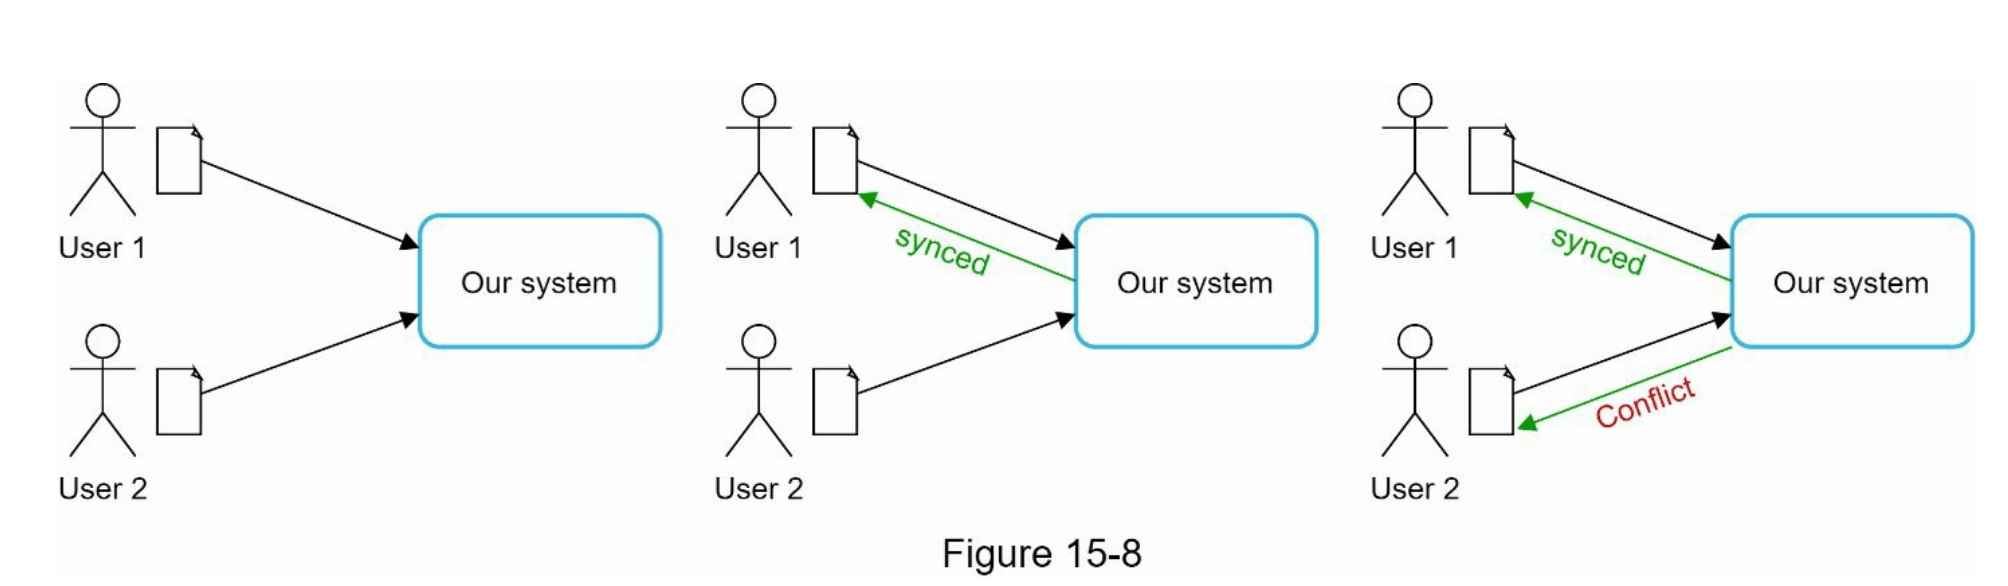 User 1
Our system
User 2
synced
User 1
Our system
User 2
synced
User 1
Our system
Conflict
User 2
Figure 15-8